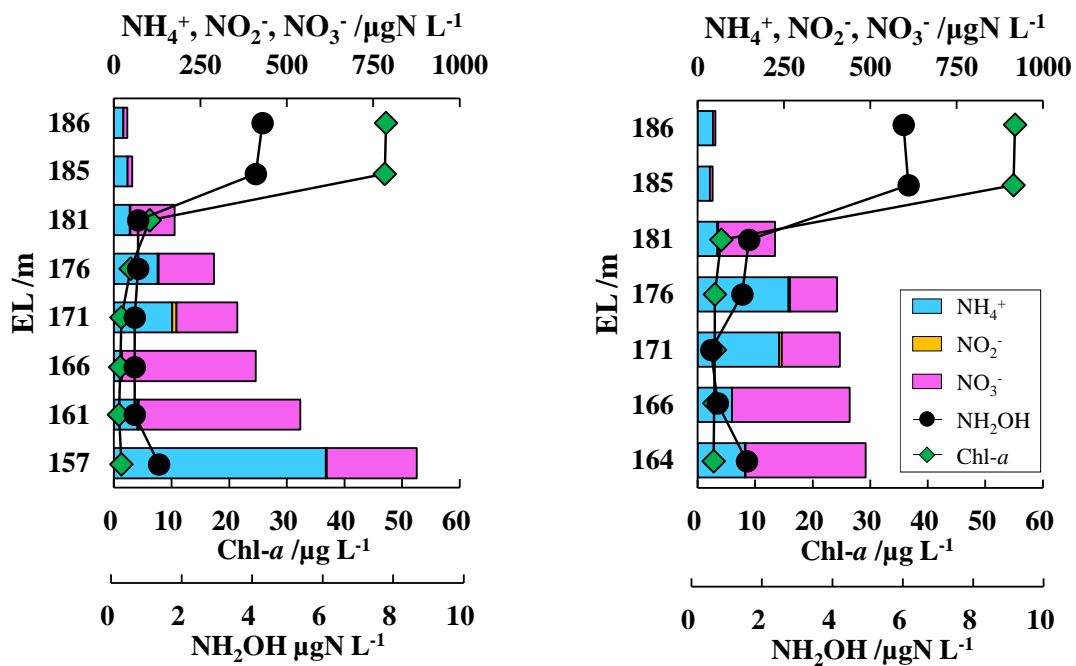 NH₄⁺, NO₂⁻, NO₃⁻ /µgN L⁻¹
0 250 500 750 1000
EL /m
186
185
181
176
171
166
161
157
0 10 20 30 40 50 60
Chl-a /µg L⁻¹
0 2 4 6 8 10
NH₂OH µgN L⁻¹
NH₄⁺, NO₂⁻, NO₃⁻ /µgN L⁻¹
0 250 500 750 1000
EL /m
186
185
181
176
171
166
164
NH₄⁺
NO₂⁻
NO₃⁻
NH₂OH
Chl-a
0 10 20 30 40 50 60
Chl-a /µg L⁻¹
0 2 4 6 8 10
NH₂OH /µgN L⁻¹